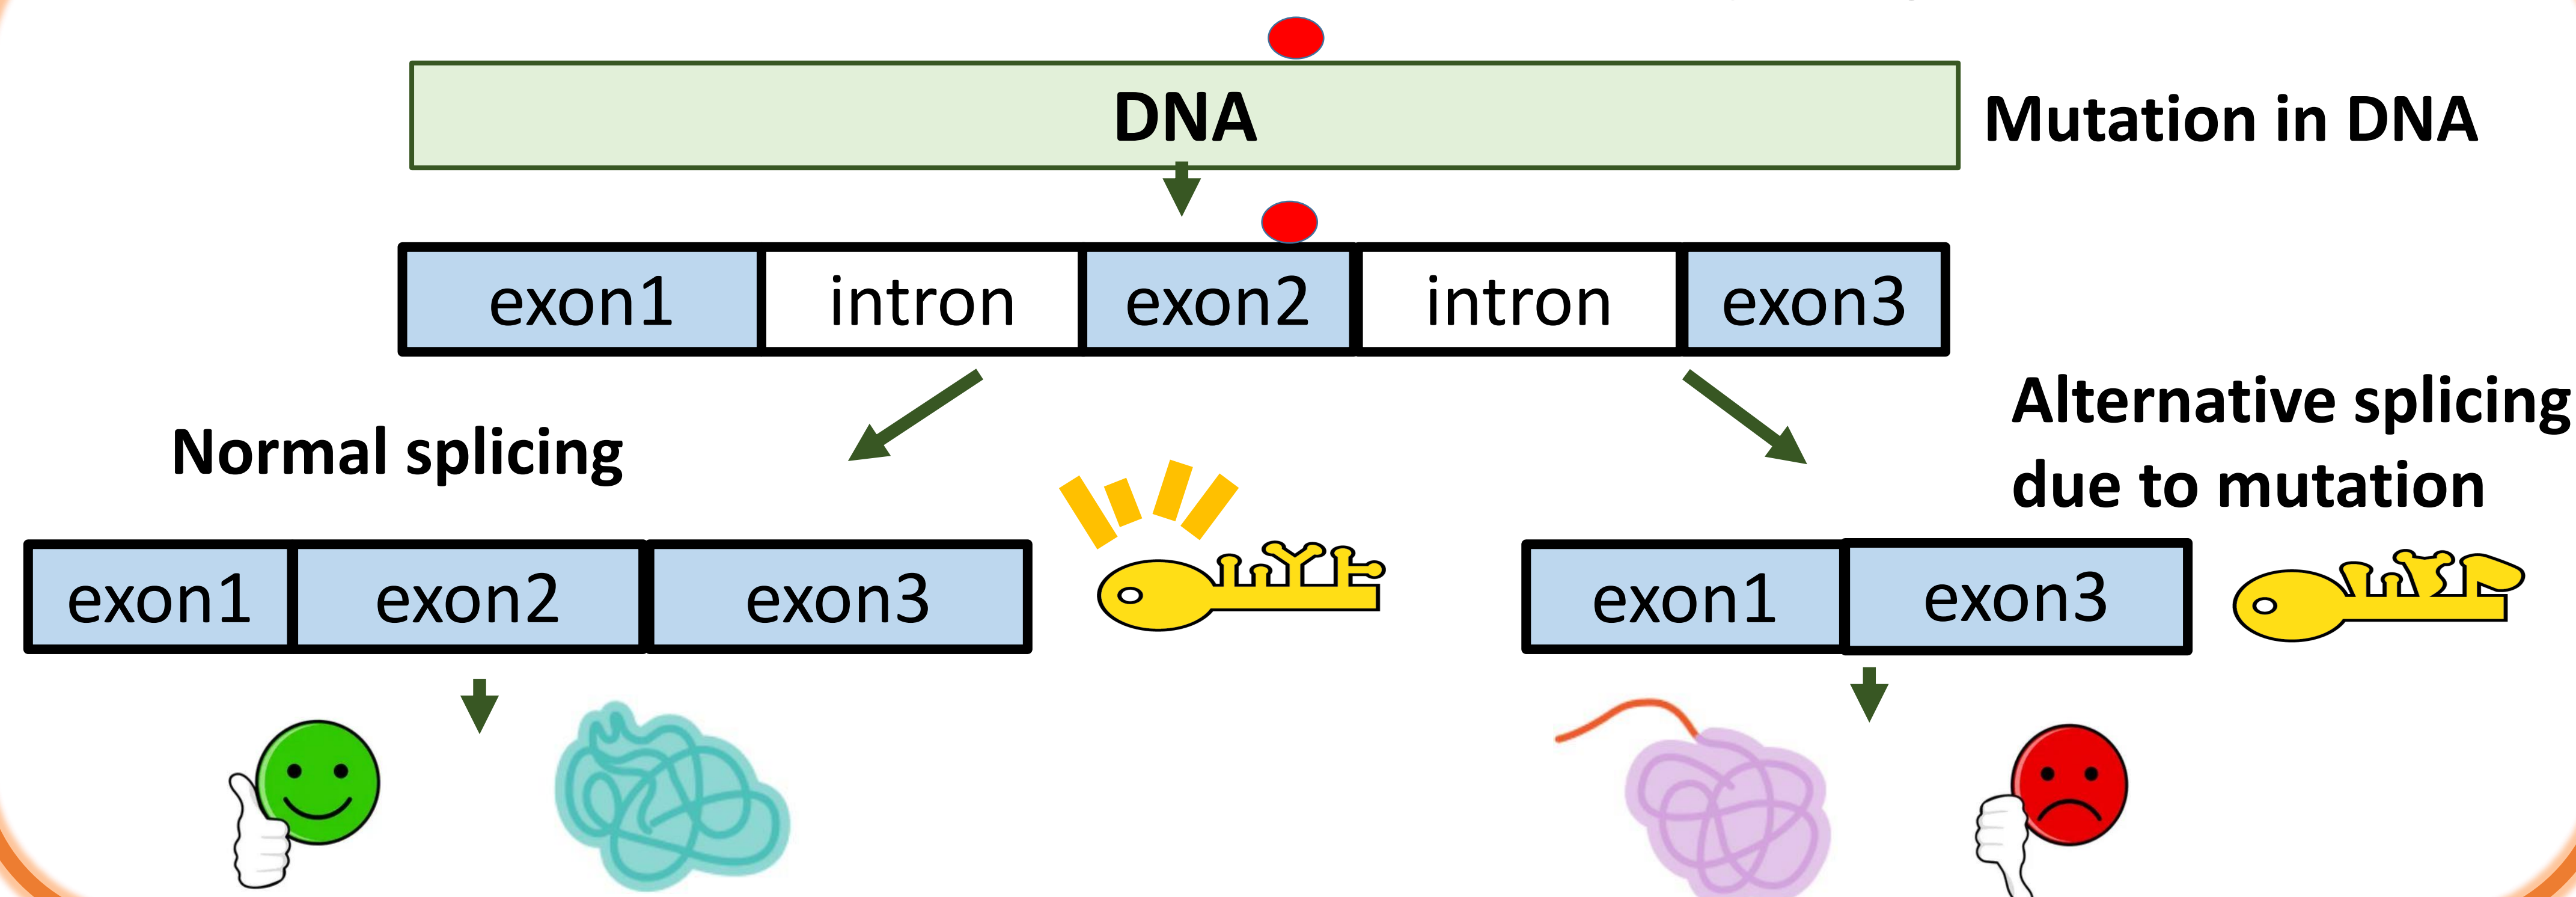 DNA
Mutation in DNA
exon1 intron exon2 intron exon3
Normal splicing
Alternative splicing
due to mutation
exon1 exon2 exon3
exon1 exon3